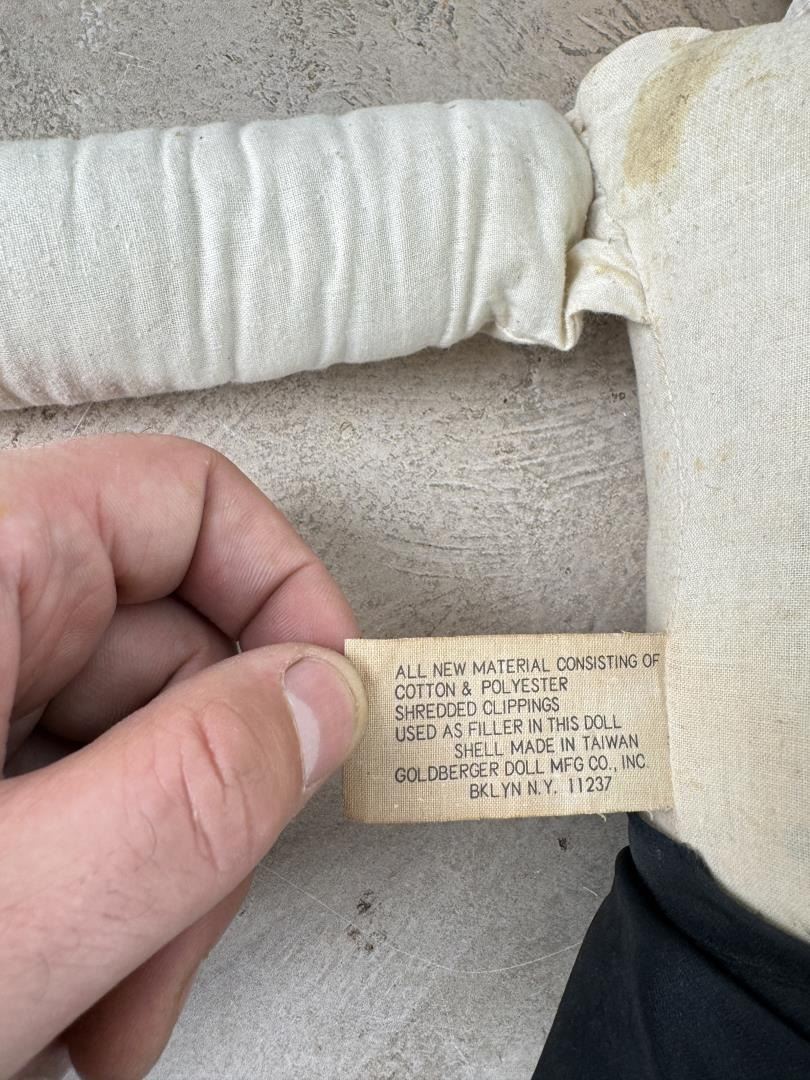 ALL NEW MATERIAL CONSISTING OF
COTTON & POLYESTER
SHREDDED CLIPPINGS
USED AS FILLER IN THIS DOLL
SHELL MADE IN TAIWAN
GOLDBERGER DOLL MFG CO., INC.
BKLYN N.Y. 11237